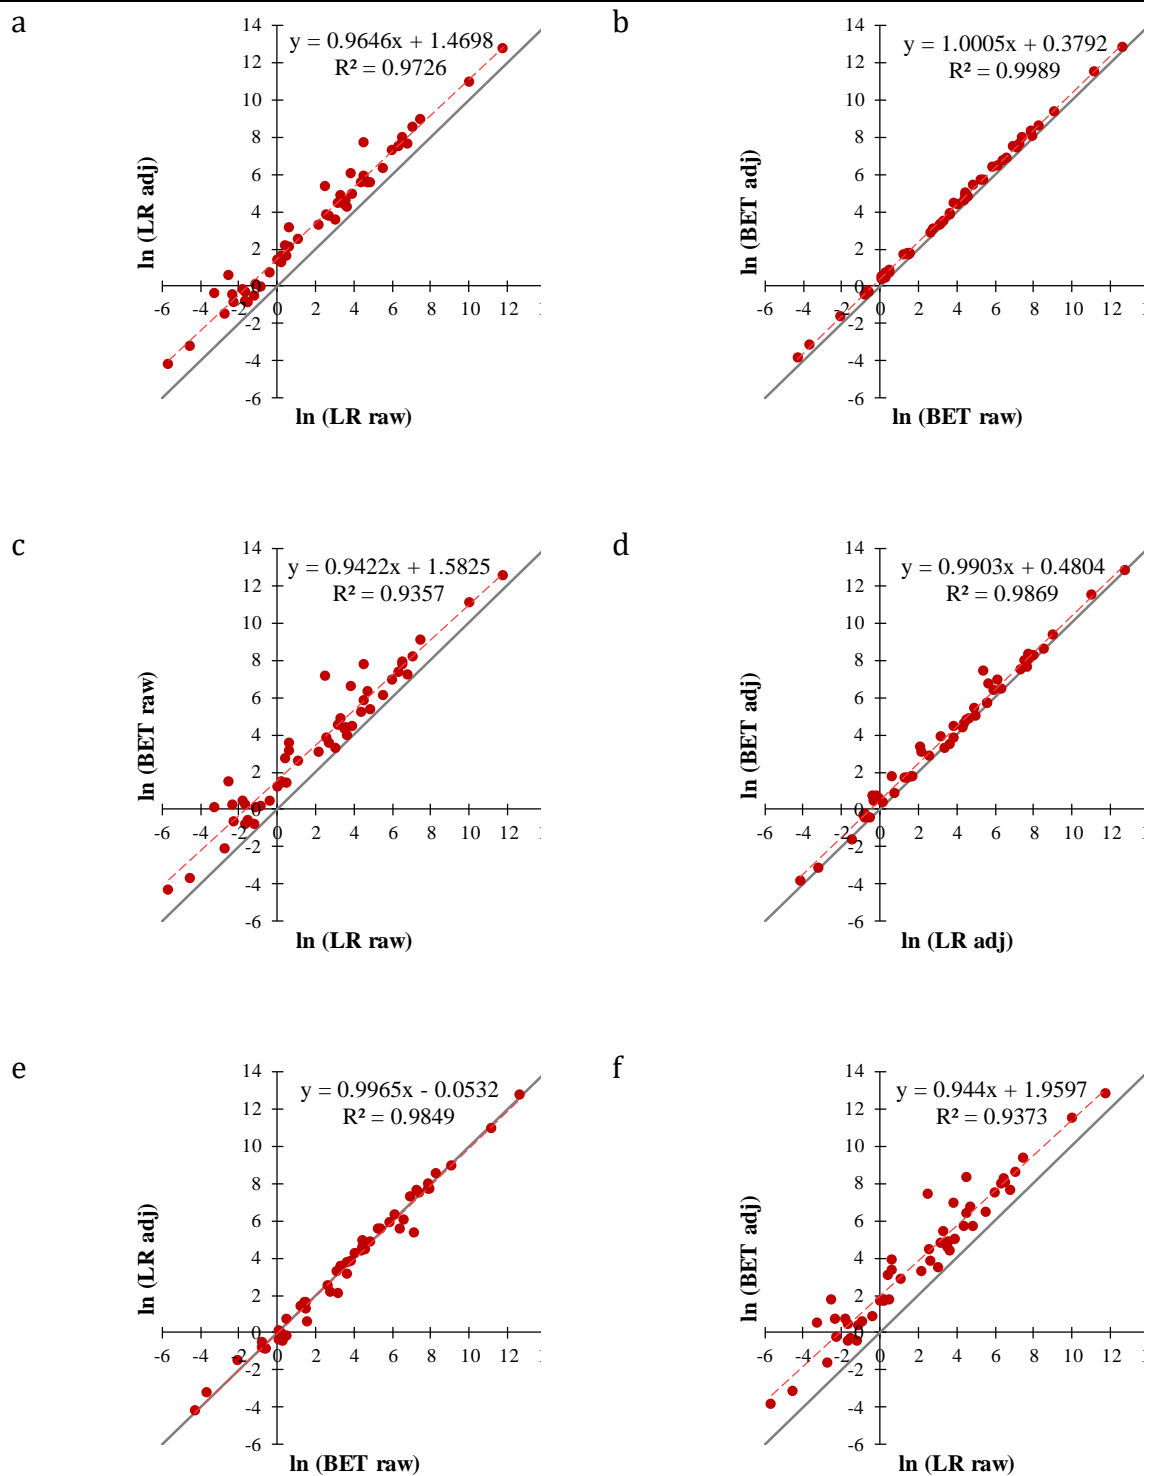 a
y = 0.9646x + 1.4698
R² = 0.9726
14
12
10
8
6
4
2
0
-2
-4
-6
-6 -4 -2 0 2 4 6 8 10 12
ln (LR adj)
ln (LR raw)
b
y = 1.0005x + 0.3792
R² = 0.9989
14
12
10
8
6
4
2
0
-2
-4
-6
-6 -4 -2 0 2 4 6 8 10 12
ln (BET adj)
ln (BET raw)
c
y = 0.9422x + 1.5825
R² = 0.9357
14
12
10
8
6
4
2
0
-2
-4
-6
-6 -4 -2 0 2 4 6 8 10 12
ln (BET raw)
ln (LR raw)
d
y = 0.9903x + 0.4804
R² = 0.9869
14
12
10
8
6
4
2
0
-2
-4
-6
-6 -4 -2 0 2 4 6 8 10 12
ln (BET adj)
ln (LR adj)
e
y = 0.9965x - 0.0532
R² = 0.9849
14
12
10
8
6
4
2
0
-2
-4
-6
-6 -4 -2 0 2 4 6 8 10 12
ln (LR adj)
ln (BET raw)
f
y = 0.944x + 1.9597
R² = 0.9373
14
12
10
8
6
4
2
0
-2
-4
-6
-6 -4 -2 0 2 4 6 8 10 12
ln (BET adj)
ln (LR raw)